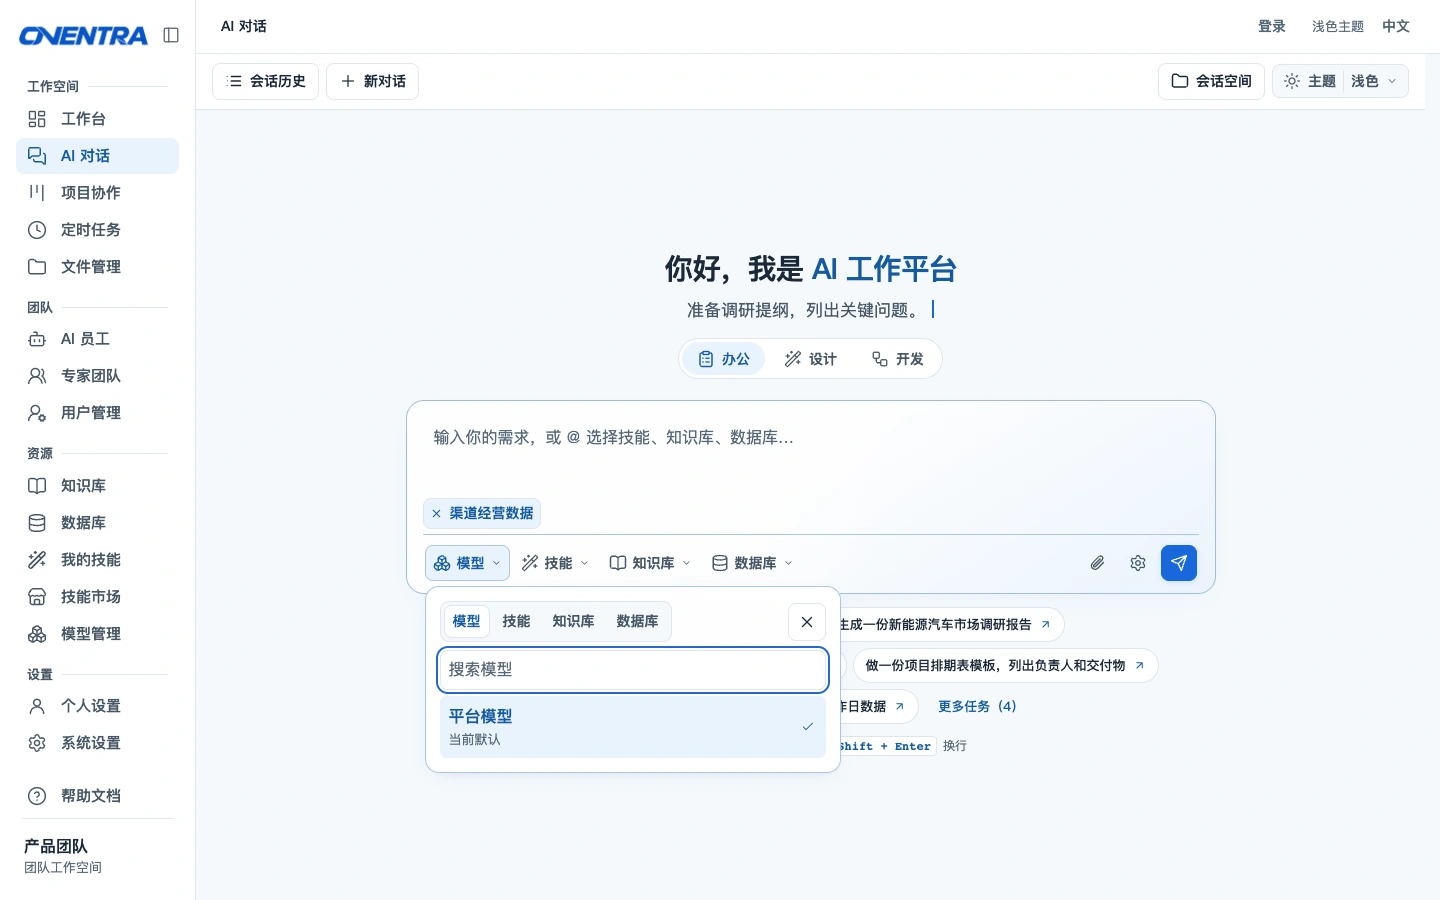 ONENTRA
AI 对话
登录
浅色主题
中文
会话历史
新对话
会话空间
主题
浅色
工作空间
工作台
AI 对话
项目协作
定时任务
文件管理
团队
AI 员工
专家团队
用户管理
资源
知识库
数据库
我的技能
技能市场
模型管理
设置
个人设置
系统设置
帮助文档
产品团队
团队工作空间
你好，我是 AI 工作平台
准备调研提纲，列出关键问题。
办公
设计
开发
输入你的需求，或 @ 选择技能、知识库、数据库...
渠道经营数据
模型
技能
知识库
数据库
模型
技能
知识库
数据库
搜索模型
平台模型
当前默认
生成一份新能源汽车市场调研报告
做一份项目排期表模板，列出负责人和交付物
昨日数据
更多任务（4）
Shift + Enter 换行